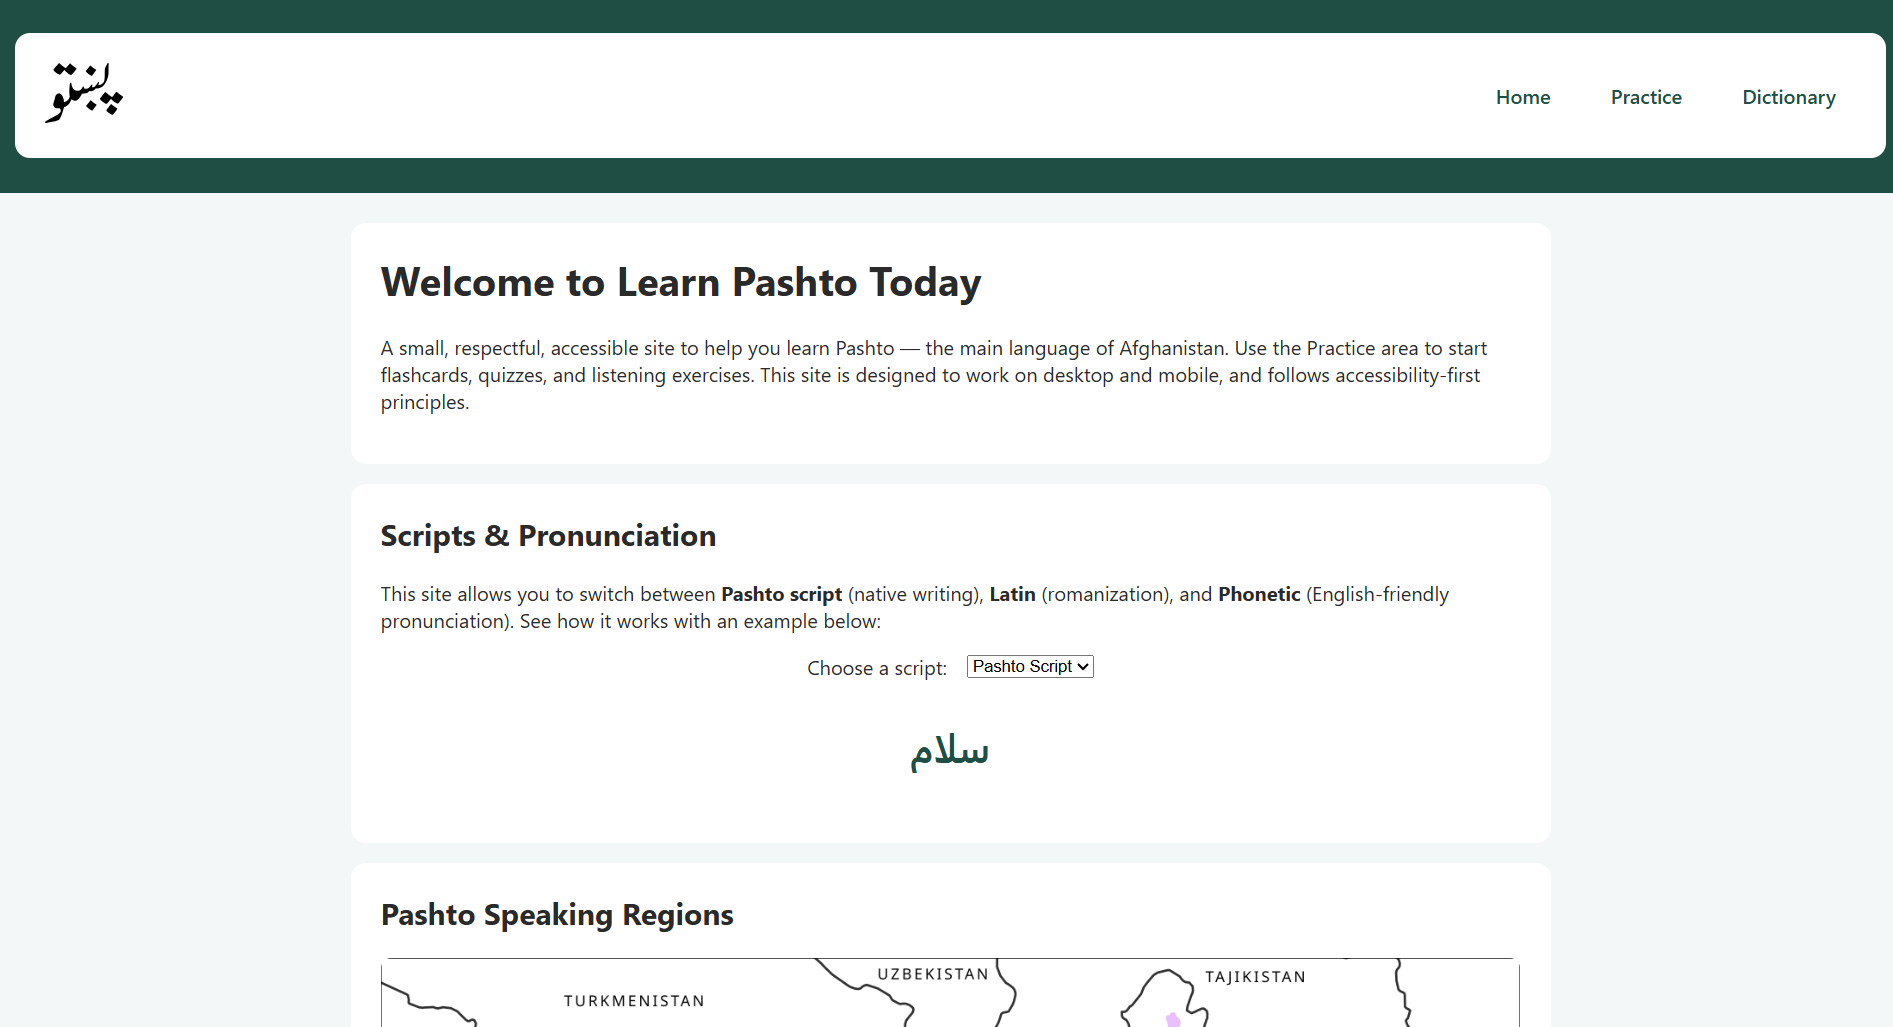 پښتو
Home
Practice
Dictionary
Welcome to Learn Pashto Today
A small, respectful, accessible site to help you learn Pashto — the main language of Afghanistan. Use the Practice area to start
flashcards, quizzes, and listening exercises. This site is designed to work on desktop and mobile, and follows accessibility-first
principles.
Scripts & Pronunciation
This site allows you to switch between Pashto script (native writing), Latin (romanization), and Phonetic (English-friendly
pronunciation). See how it works with an example below:
Choose a script: Pashto Script
سلام
Pashto Speaking Regions
UZBEKISTAN
TAJIKISTAN
TURKMENISTAN